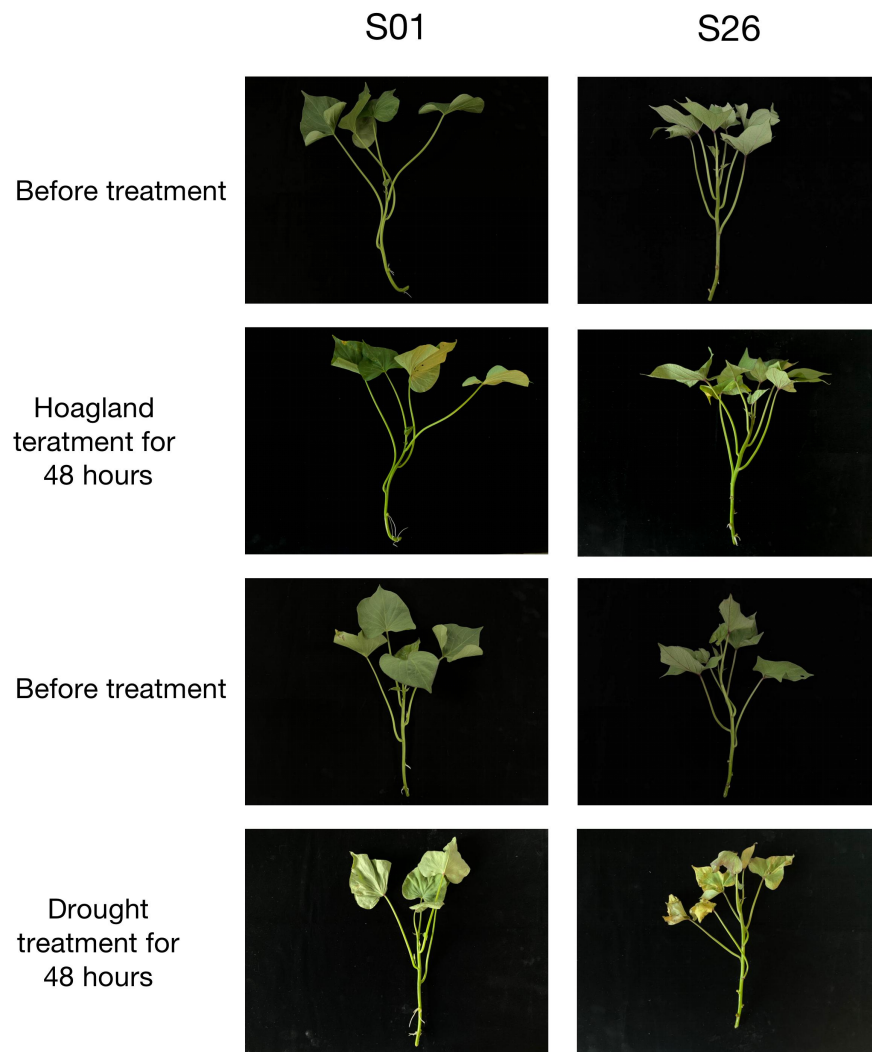 S01 S26
Before treatment
Hoagland
teratment for
48 hours
Before treatment
Drought
treatment for
48 hours